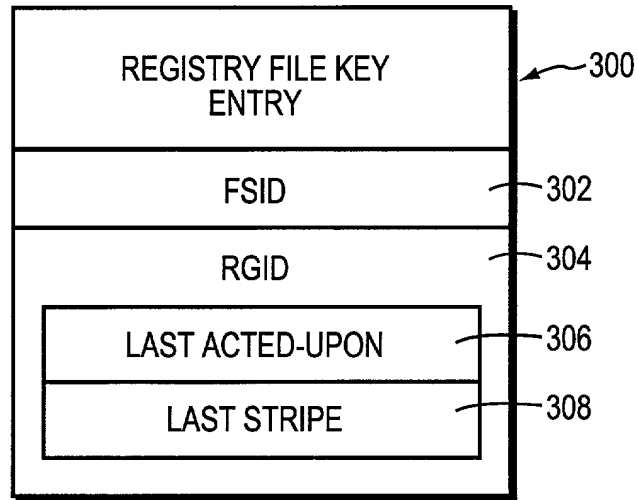 REGISTRY FILE KEY
ENTRY
300
FSID
302
RGID
304
LAST ACTED-UPON
306
LAST STRIPE
308